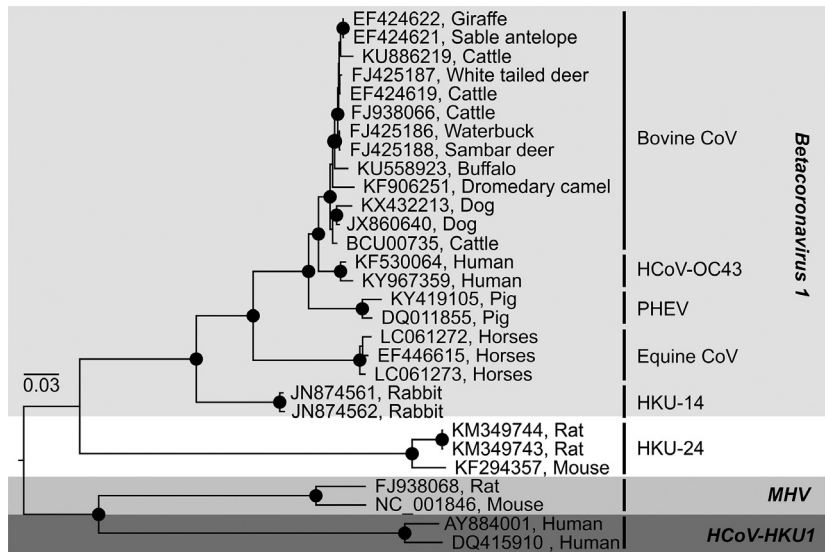 EF424622, Giraffe
EF424621, Sable antelope
KU886219, Cattle
FJ425187, White tailed deer
EF424619, Cattle
FJ938066, Cattle
FJ425186, Waterbuck
FJ425188, Sambar deer
KU558923, Buffalo
KF906251, Dromedary camel
KX432213, Dog
JX860640, Dog
BCU00735, Cattle
Bovine CoV
KF530064, Human
KY967359, Human
HCoV-OC43
KY419105, Pig
DQ011855, Pig
PHEV
LC061272, Horses
EF446615, Horses
LC061273, Horses
Equine CoV
JN874561, Rabbit
JN874562, Rabbit
HKU-14
Betacoronavirus 1
0.03
KM349744, Rat
KM349743, Rat
KF294357, Mouse
HKU-24
FJ938068, Rat
NC_001846, Mouse
MHV
AY884001, Human
DQ415910 , Human
HCoV-HKU1